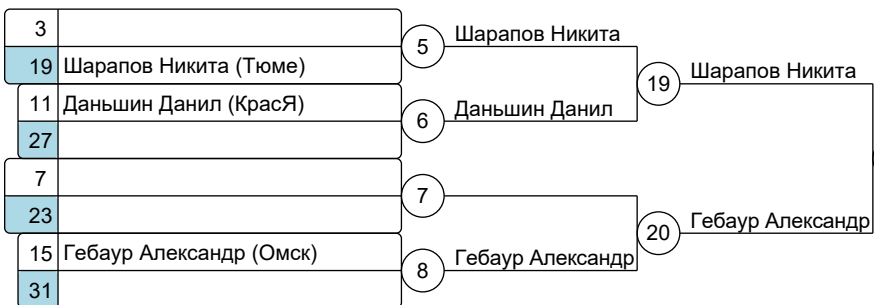 3
5
Шарапов Никита
19 Шарапов Никита (Тюме)
19
Шарапов Никита
11 Даньшин Данил (КрасЯ)
6
Даньшин Данил
27
7
7
23
20
Гебаур Александр
15 Гебаур Александр (Омск)
8
Гебаур Александр
31